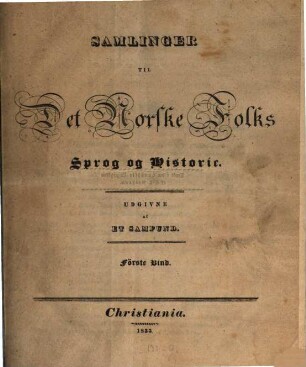 SAMLINGER
TIL
Det Norske Folks
Sprog og Historie.
UDGIVNE
af
ET SAMFUND.
Förste Bind.
Christiania.
1833.